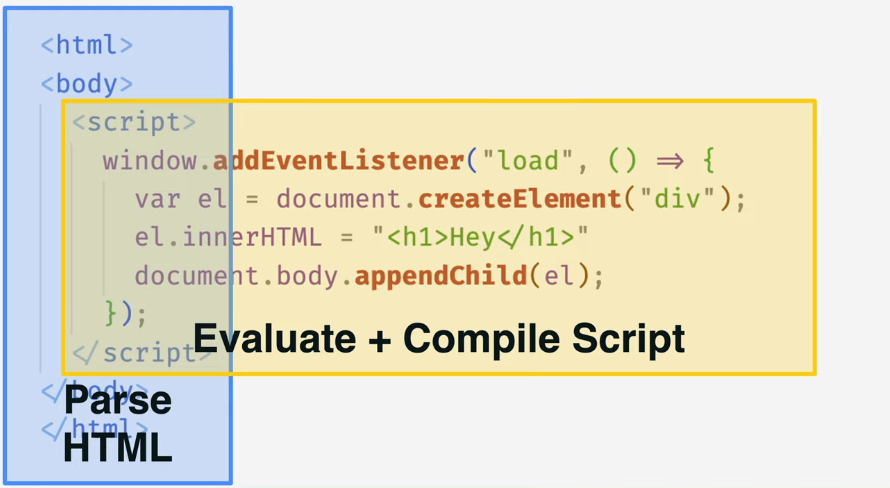 <html>
<body>
<script>
window.addEventListener("load", () => {
var el = document.createElement("div");
el.innerHTML = "<h1>Hey</h1>"
document.body.appendChild(el);
});
Evaluate + Compile Script
</script>
</body>
Parse
</html>
HTML